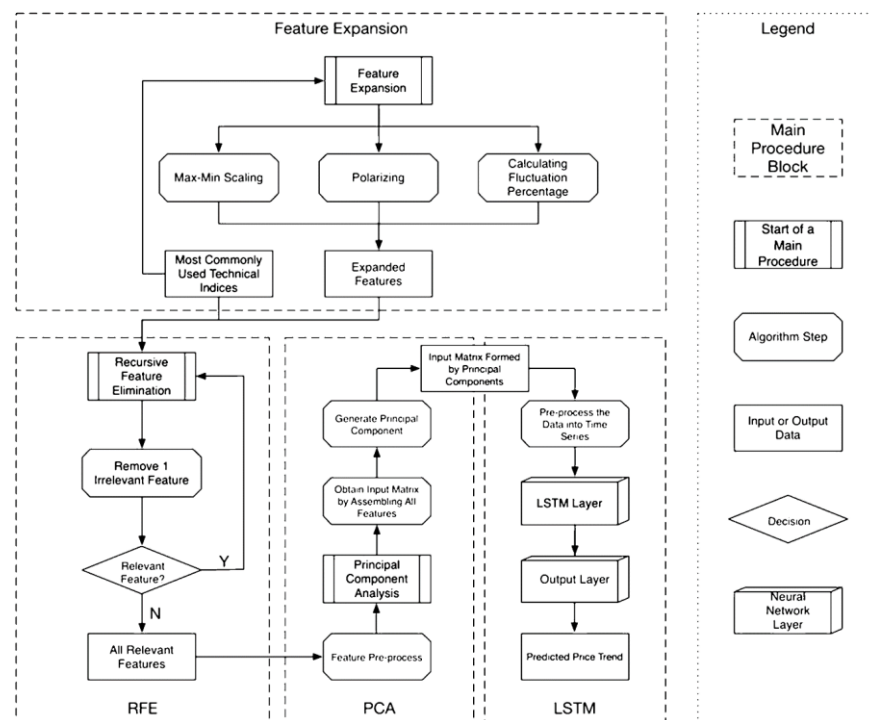 Feature Expansion
Feature
Expansion
Max-Min Scaling
Polarizing
Calculating
Fluctuation
Percentage
Most Commonly
Used Technical
Indices
Expanded
Features
Recursive
Feature
Elimination
Remove 1
Irrelevant Feature
Relevant
Feature?
Y
N
All Relevant
Features
RFE
Input Matrix Formed
by Principal
Components
Generate Principal
Component
Obtain Input Matrix
by Assembling All
Features
Principal
Component
Analysis
Feature Pre-process
PCA
Pre-process the
Data into Time
Series
LSTM Layer
Output Layer
Predicted Price Trend
LSTM
Legend
Main
Procedure
Block
Start of a
Main
Procedure
Algorithm Step
Input or Output
Data
Decision
Neural
Network
Layer